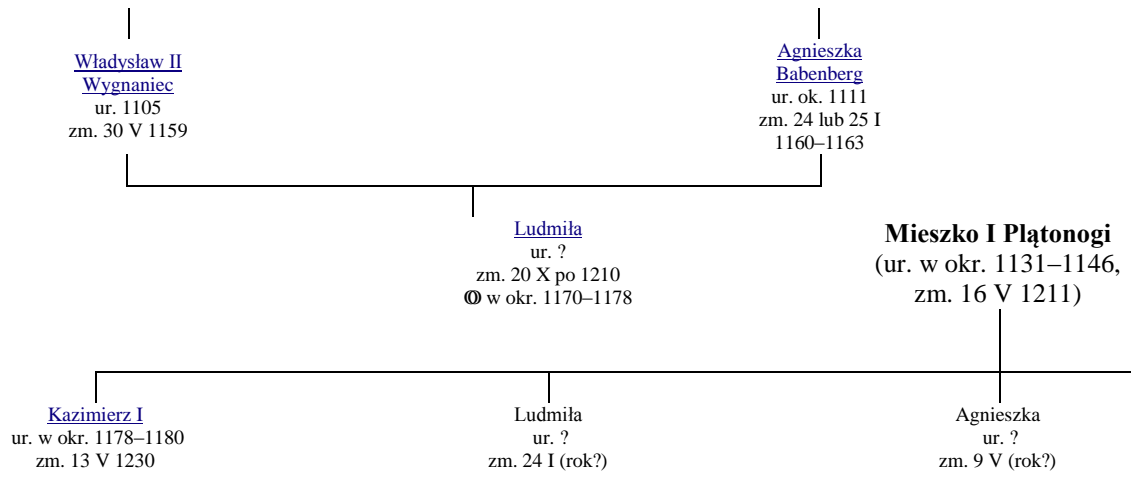 Władysław II
Wygnaniec
ur. 1105
zm. 30 V 1159
Agnieszka
Babenberg
ur. ok. 1111
zm. 24 lub 25 I
1160–1163
Ludmiła
ur. ?
zm. 20 X po 1210
Ꚙ w okr. 1170–1178
Mieszko I Plątonogi
(ur. w okr. 1131–1146,
zm. 16 V 1211)
Kazimierz I
ur. w okr. 1178–1180
zm. 13 V 1230
Ludmiła
ur. ?
zm. 24 I (rok?)
Agnieszka
ur. ?
zm. 9 V (rok?)